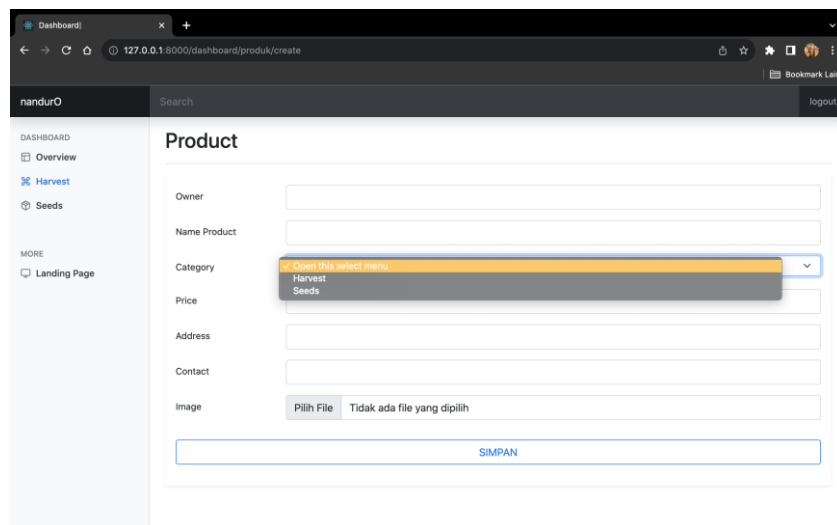 Dashboard|
127.0.0.1:8000/dashboard/produk/create
Bookmark Lai
nandurO
Search
logout
DASHBOARD
Overview
Harvest
Seeds
MORE
Landing Page
Product
Owner
Name Product
Category
✓ Open this select menu
Harvest
Seeds
Price
Address
Contact
Image
Pilih File
Tidak ada file yang dipilih
SIMPAN